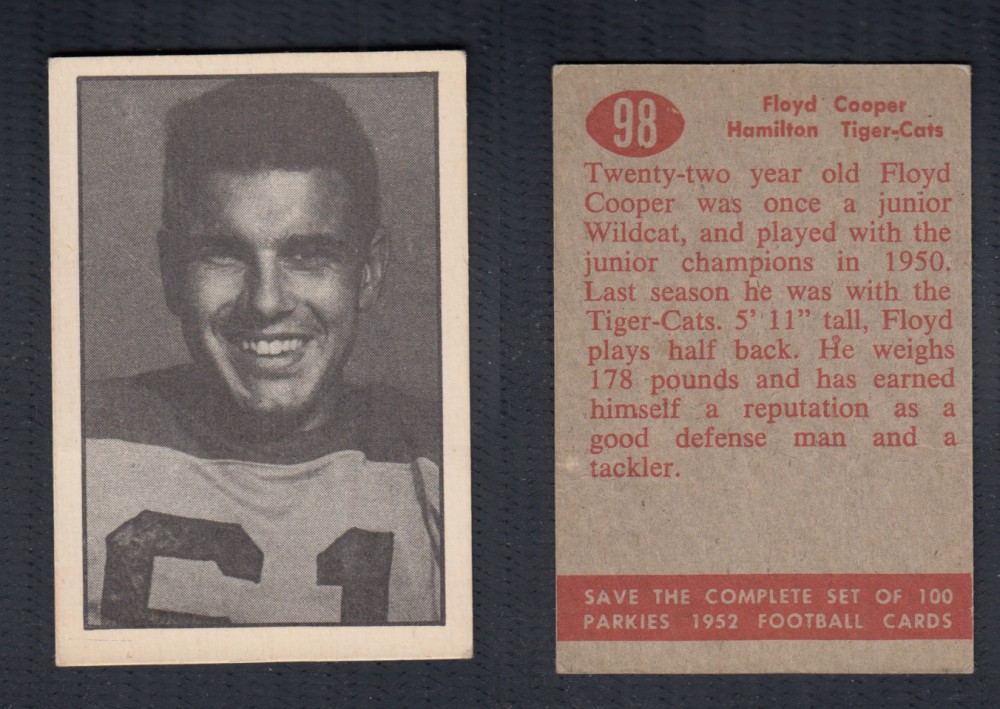 61
98
Floyd Cooper
Hamilton Tiger-Cats
Twenty-two year old Floyd
Cooper was once a junior
Wildcat, and played with the
junior champions in 1950.
Last season he was with the
Tiger-Cats. 5' 11" tall, Floyd
plays half back. He weighs
178 pounds and has earned
himself a reputation as a
good defense man and a
tackler.
SAVE THE COMPLETE SET OF 100
PARKIES 1952 FOOTBALL CARDS